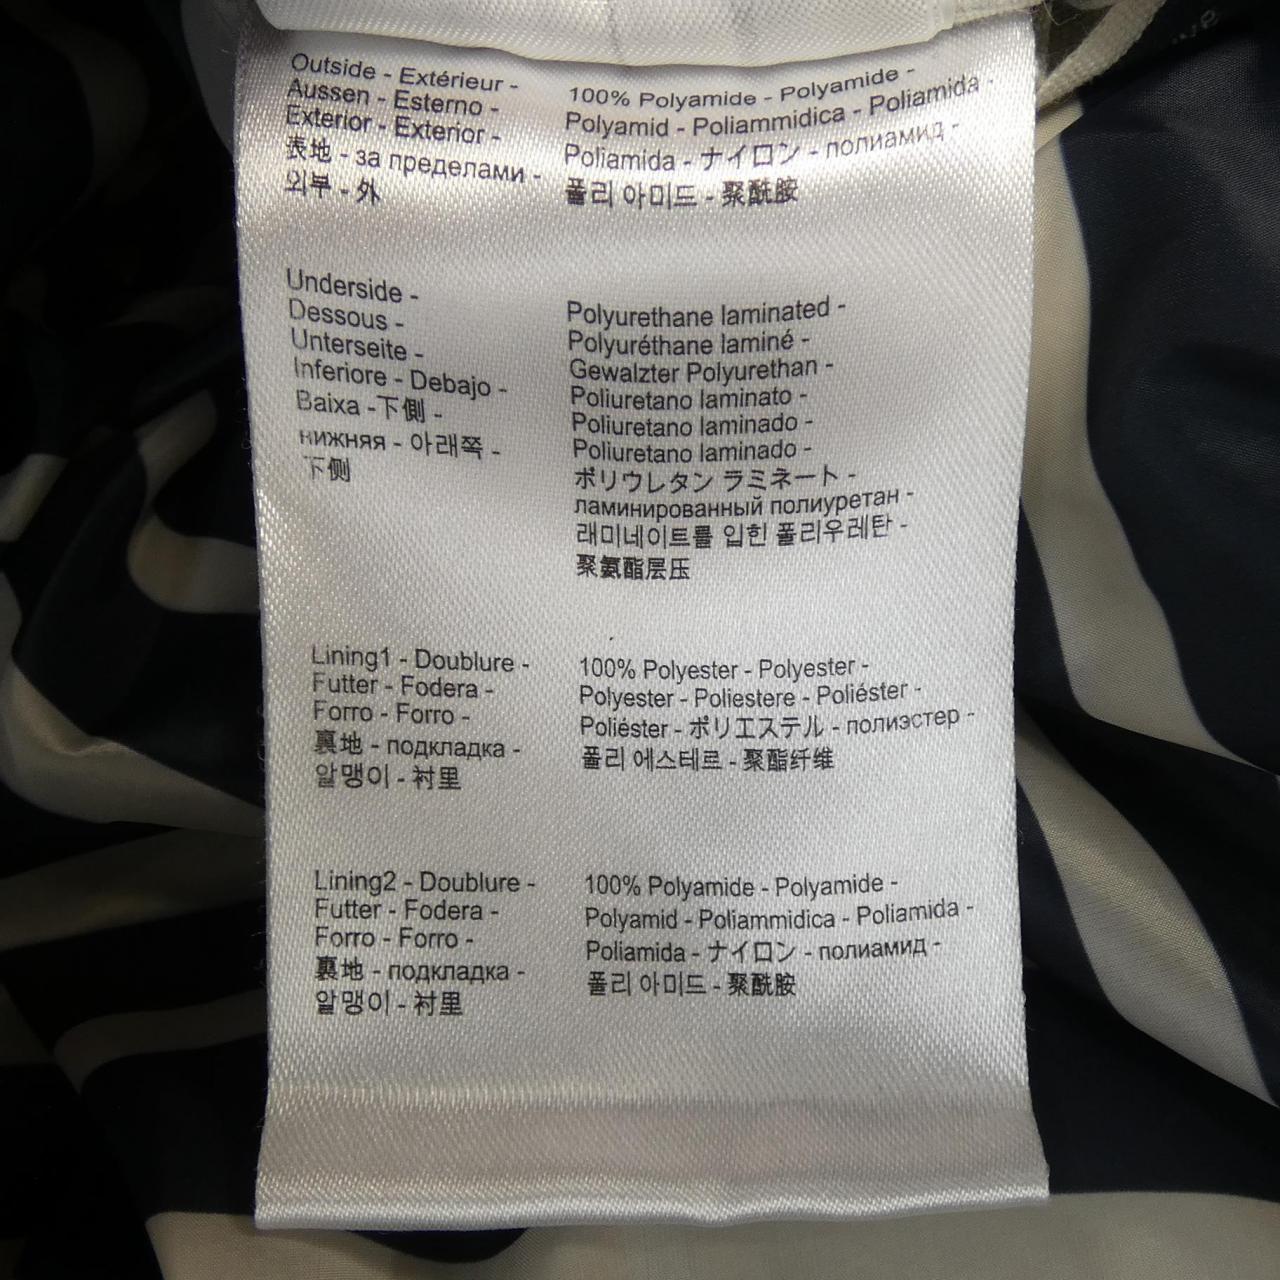 Outside - Extérieur -
Aussen - Esterno -
Exterior - Exterior -
表地 - за пределами -
외부 - 外
100% Polyamide - Polyamide -
Polyamid - Poliammidica - Poliamida -
Poliamida - ナイロン - полиамид -
폴리 아미드 - 聚酰胺
Underside -
Dessous -
Unterseite -
Inferiore - Debajo -
Baixa -下側 -
нижняя - 아래쪽 -
下侧
Polyurethane laminated -
Polyuréthane laminé -
Gewalzter Polyurethan -
Poliuretano laminato -
Poliuretano laminado -
Poliuretano laminado -
ポリウレタン ラミネート -
ламинированный полиуретан -
래미네이트를 입힌 폴리우레탄 -
聚氨酯层压
Lining1 - Doublure -
Futter - Fodera -
Forro - Forro -
裏地 - подкладка -
알맹이 - 衬里
100% Polyester - Polyester -
Polyester - Poliestere - Poliéster -
Poliéster - ポリエステル - полиэстер -
폴리 에스테르 - 聚酯纤维
Lining2 - Doublure -
Futter - Fodera -
Forro - Forro -
裏地 - подкладка -
알맹이 - 衬里
100% Polyamide - Polyamide -
Polyamid - Poliammidica - Poliamida -
Poliamida - ナイロン - полиамид -
폴리 아미드 - 聚酰胺